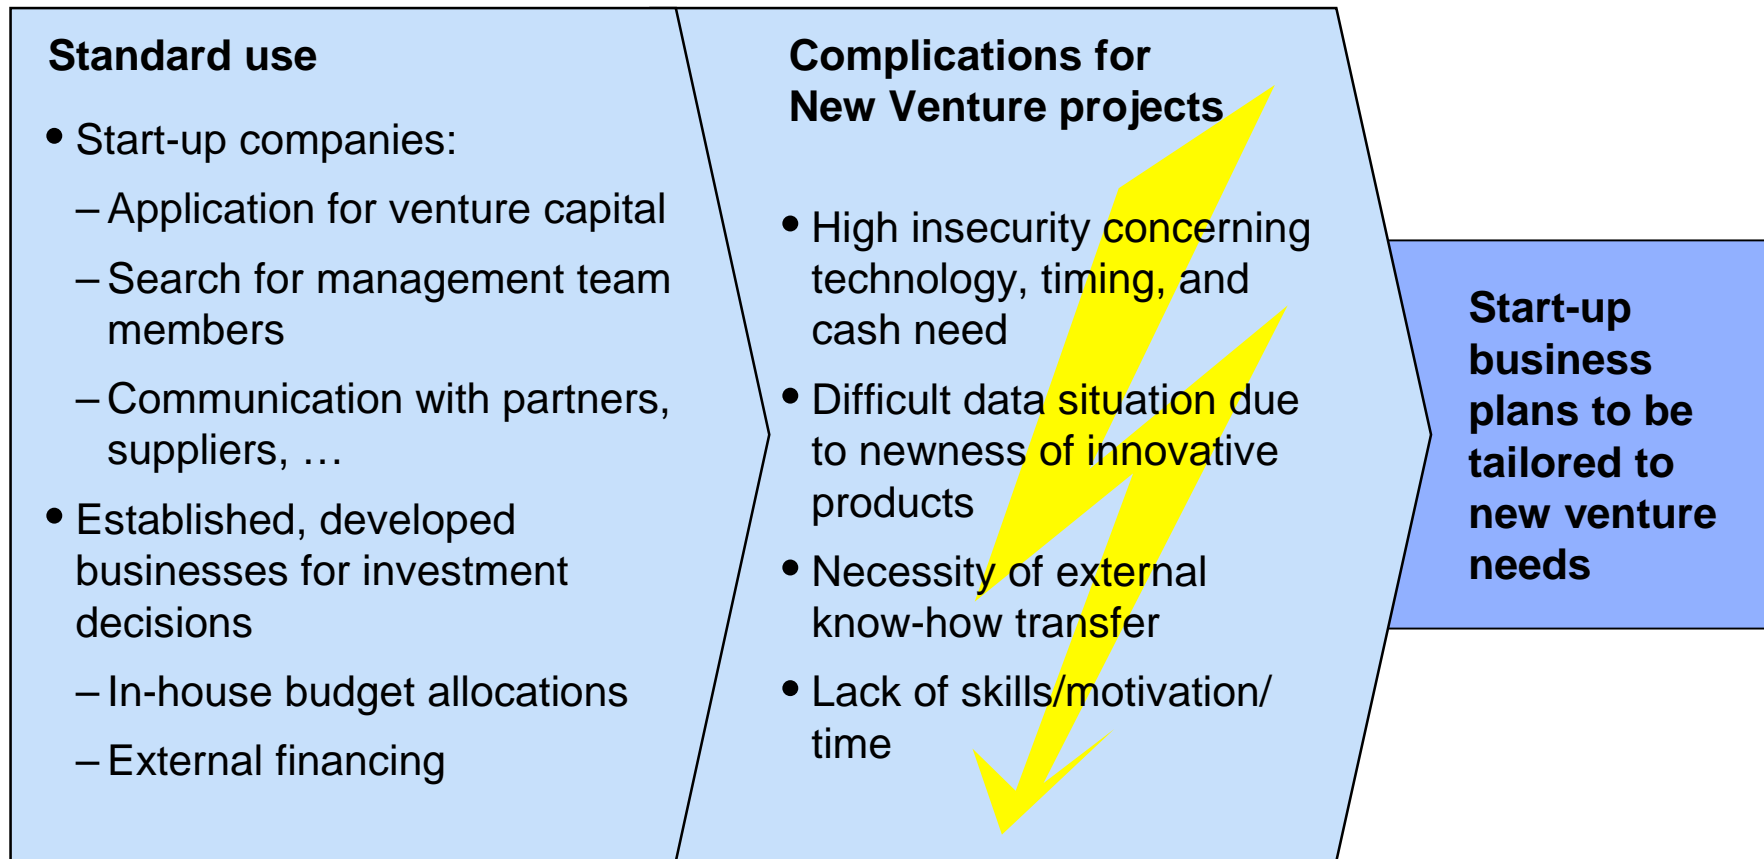 Standard use
• Start-up companies:
– Application for venture capital
– Search for management team
members
– Communication with partners,
suppliers, …
• Established, developed
businesses for investment
decisions
– In-house budget allocations
– External financing
Complications for
New Venture projects
• High insecurity concerning
technology, timing, and
cash need
• Difficult data situation due
to newness of innovative
products
• Necessity of external
know-how transfer
• Lack of skills/motivation/
time
Start-up
business
plans to be
tailored to
new venture
needs